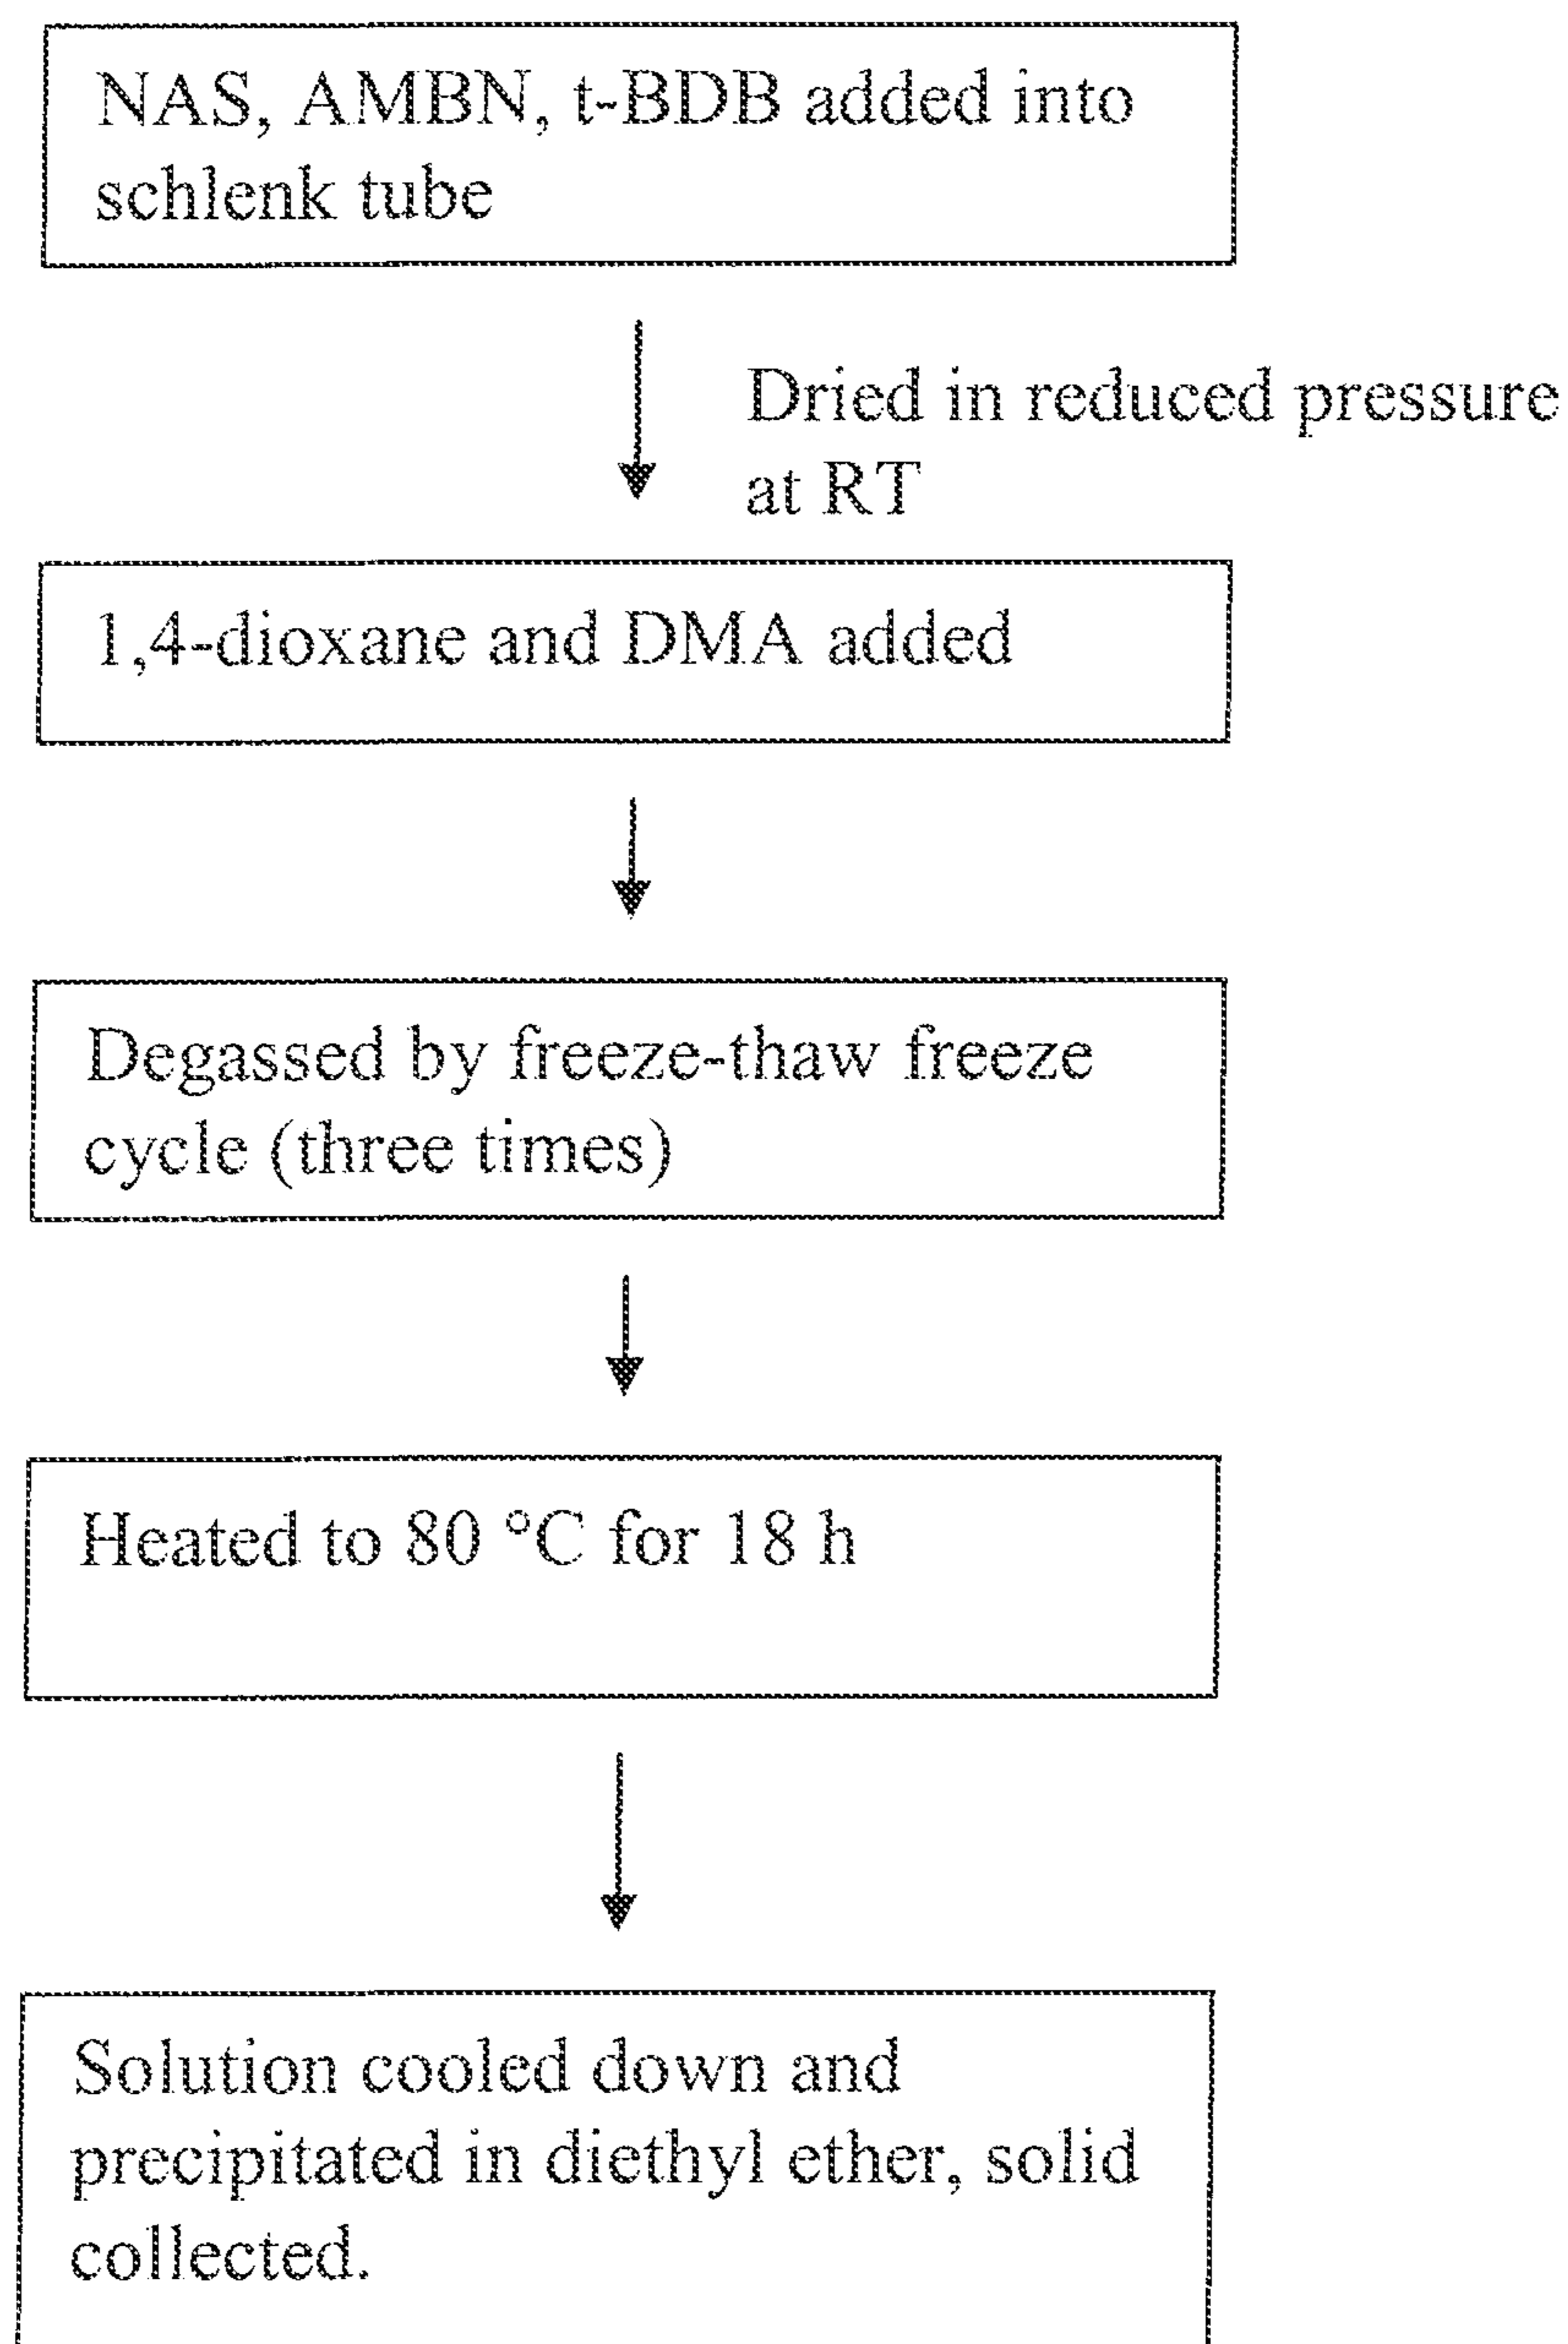 NAS, AMBN, t-BDB added into
schlenk tube
Dried in reduced pressure
at RT
1,4-dioxane and DMA added
Degassed by freeze-thaw freeze
cycle (three times)
Heated to 80 °C for 18 h
Solution cooled down and
precipitated in diethyl ether, solid
collected.